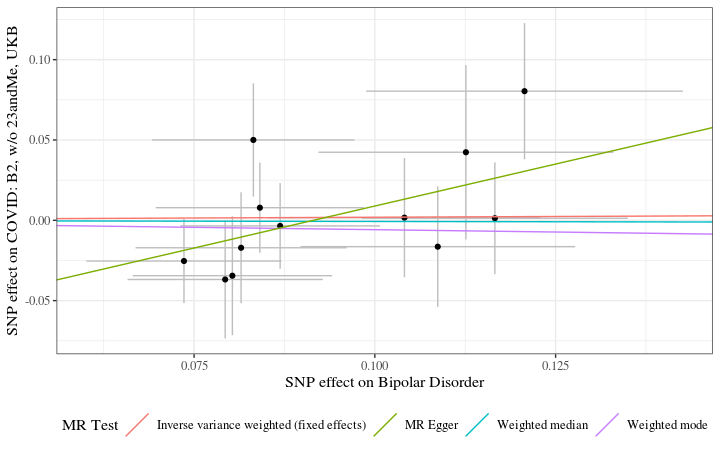 SNP effect on COVID: B2, w/o 23andMe, UKB
0.10
0.05
0.00
-0.05
0.075 0.100 0.125
SNP effect on Bipolar Disorder
MR Test Inverse variance weighted (fixed effects) MR Egger Weighted median Weighted mode